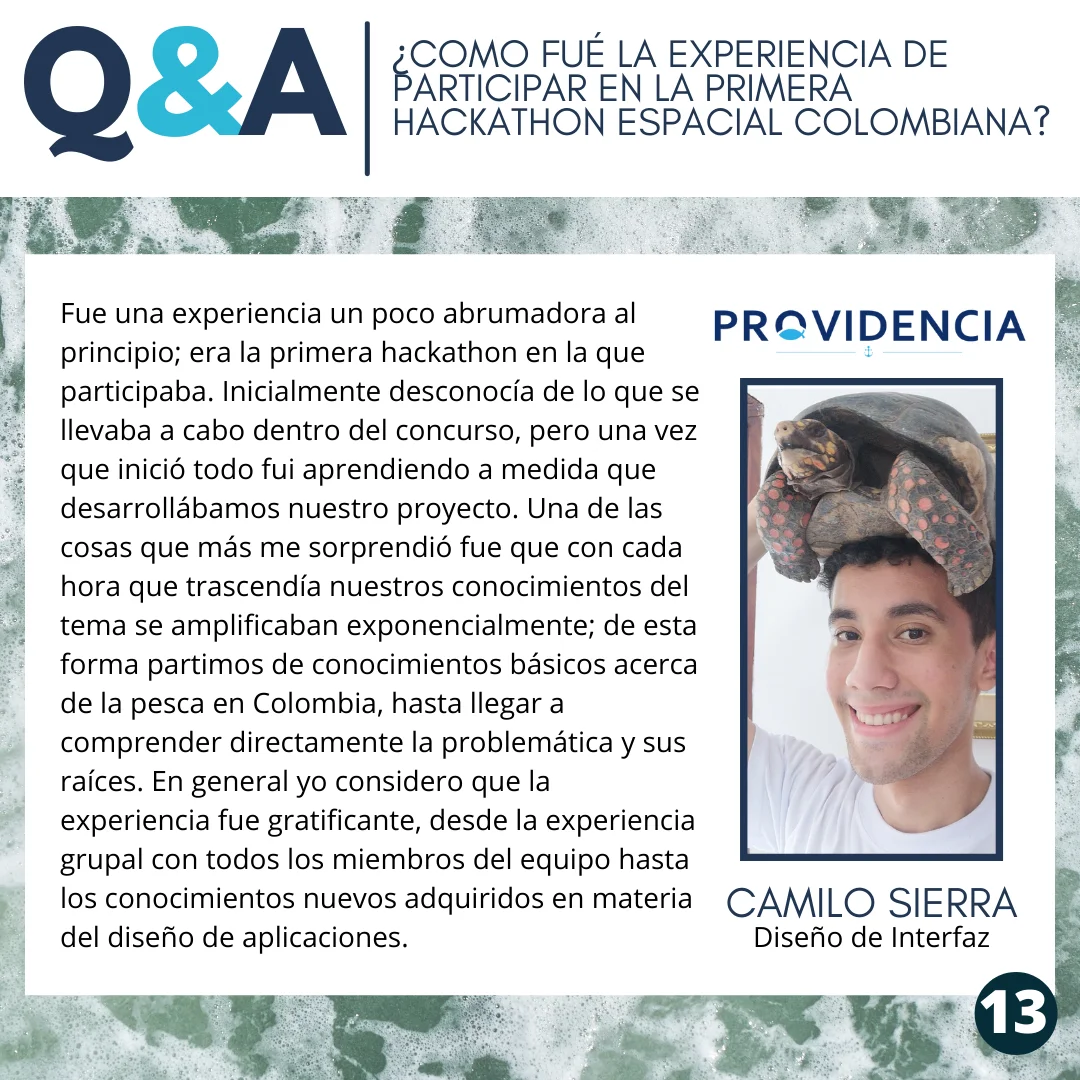 Q&A
¿COMO FUÉ LA EXPERIENCIA DE
PARTICIPAR EN LA PRIMERA
HACKATHON ESPACIAL COLOMBIANA?
Fue una experiencia un poco abrumadora al
principio; era la primera hackathon en la que
participaba. Inicialmente desconocía de lo que se
llevaba a cabo dentro del concurso, pero una vez
que inició todo fui aprendiendo a medida que
desarrollábamos nuestro proyecto. Una de las
cosas que más me sorprendió fue que con cada
hora que trascendía nuestros conocimientos del
tema se amplificaban exponencialmente; de esta
forma partimos de conocimientos básicos acerca
de la pesca en Colombia, hasta llegar a
comprender directamente la problemática y sus
raíces. En general yo considero que la
experiencia fue gratificante, desde la experiencia
grupal con todos los miembros del equipo hasta
los conocimientos nuevos adquiridos en materia
del diseño de aplicaciones.
PROVIDENCIA
CAMILO SIERRA
Diseño de Interfaz
13